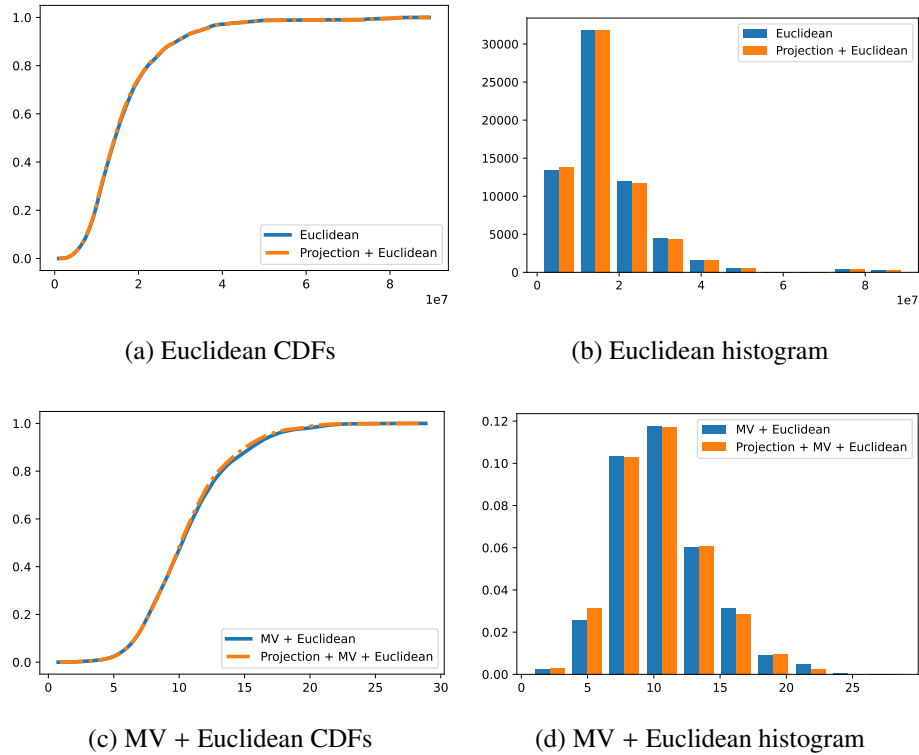 1.0
0.8
0.6
0.4
0.2
0.0
Euclidean
Projection + Euclidean
0 2 4 6 8
1e7
(a) Euclidean CDFs
30000
25000
20000
15000
10000
5000
0
Euclidean
Projection + Euclidean
0 2 4 6 8
1e7
(b) Euclidean histogram
1.0
0.8
0.6
0.4
0.2
0.0
MV + Euclidean
Projection + MV + Euclidean
0 5 10 15 20 25 30
(c) MV + Euclidean CDFs
0.12
0.10
0.08
0.06
0.04
0.02
0.00
MV + Euclidean
Projection + MV + Euclidean
0 5 10 15 20 25
(d) MV + Euclidean histogram